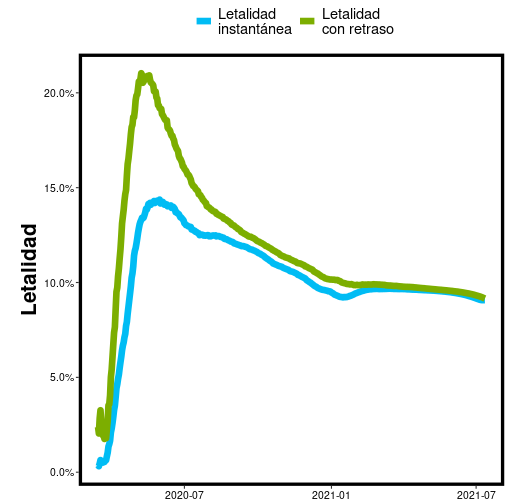 Letalidad
instantánea
Letalidad
con retraso
Letalidad
20.0%
15.0%
10.0%
5.0%
0.0%
2020-07
2021-01
2021-07